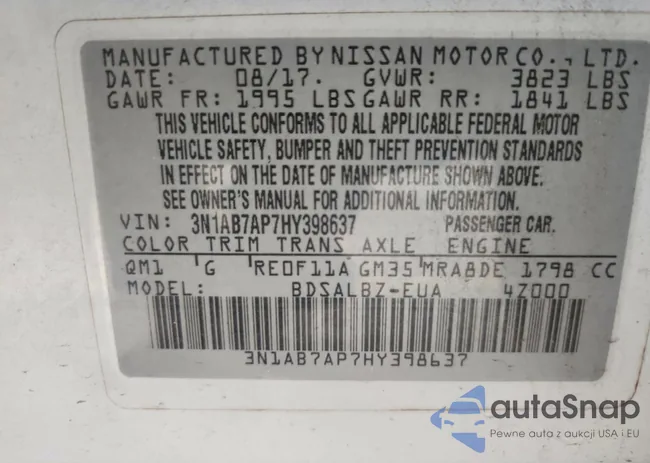 MANUFACTURED BY NISSAN MOTOR CO., LTD.
DATE: 08/17. GVWR: 3823 LBS
GAWR FR: 1995 LBS GAWR RR: 1841 LBS
THIS VEHICLE CONFORMS TO ALL APPLICABLE FEDERAL MOTOR
VEHICLE SAFETY, BUMPER AND THEFT PREVENTION STANDARDS
IN EFFECT ON THE DATE OF MANUFACTURE SHOWN ABOVE.
SEE OWNER'S MANUAL FOR ADDITIONAL INFORMATION.
VIN: 3N1AB7AP7HY398637 PASSENGER CAR.
COLOR TRIM TRANS AXLE ENGINE
QM1 G RE0F11A GM35 MRA8DE 1798 CC
MODEL: BDSALBZ-EUA 4Z000
3N1AB7AP7HY398637
autaSnap
Pewne auta z aukcji USA i EU